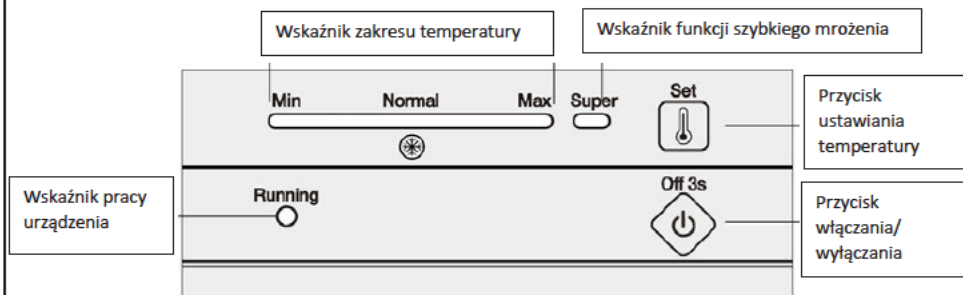 Wskaźnik zakresu temperatury
Wskaźnik funkcji szybkiego mrożenia
Min Normal Max Super Set
Przycisk
ustawiania
temperatury
Wskaźnik pracy
urządzenia
Running
Off 3s
Przycisk
włączania/
wyłączania